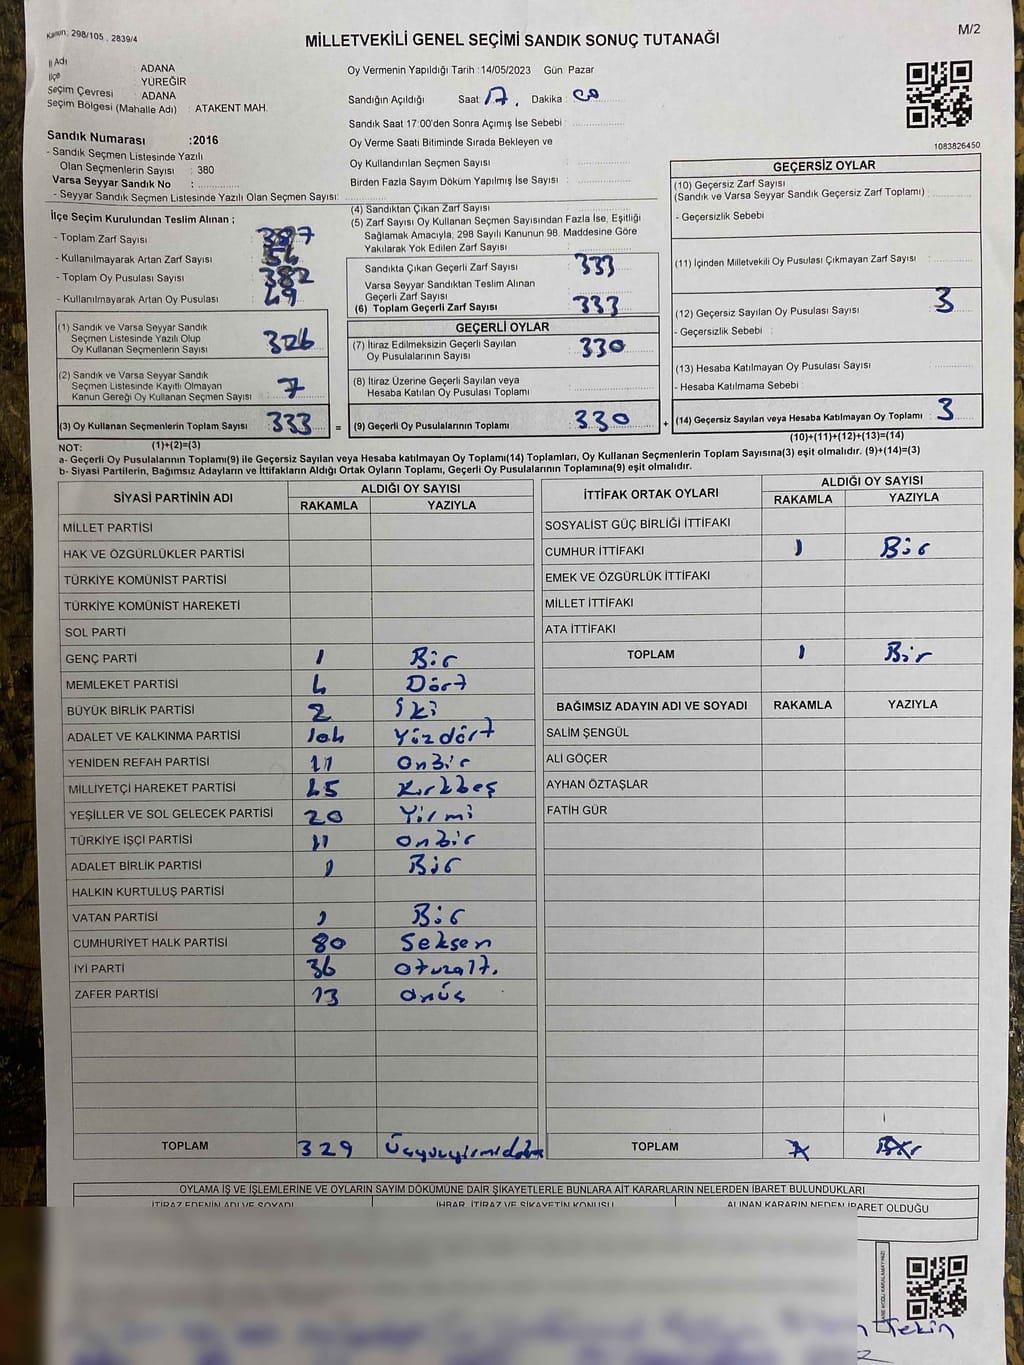 Kanun, 298/105 , 2839/4
M/2
MİLLETVEKİLİ GENEL SEÇİMİ SANDIK SONUÇ TUTANAĞI
İl Adı : ADANA
İlçe : YÜREĞİR
Seçim Çevresi : ADANA
Seçim Bölgesi (Mahalle Adı) : ATAKENT MAH.
Oy Vermenin Yapıldığı Tarih :14/05/2023 Gün Pazar
Sandığın Açıldığı Saat: 17. Dakika: 00
Sandık Saat 17:00'den Sonra Açımış İse Sebebi :
Oy Verme Saati Bitiminde Sırada Bekleyen ve
Oy Kullandırılan Seçmen Sayısı :
Birden Fazla Sayım Döküm Yapılmış İse Sayısı :
1083826450
Sandık Numarası :2016
- Sandık Seçmen Listesinde Yazılı
Olan Seçmenlerin Sayısı : 380
Varsa Seyyar Sandık No :
- Seyyar Sandık Seçmen Listesinde Yazılı Olan Seçmen Sayısı:
İlçe Seçim Kurulundan Teslim Alınan ;
- Toplam Zarf Sayısı :
- Kullanılmayarak Artan Zarf Sayısı :
- Toplam Oy Pusulası Sayısı : 382
- Kullanılmayarak Artan Oy Pusulası : 49
(1) Sandık ve Varsa Seyyar Sandık
Seçmen Listesinde Yazılı Olup
Oy Kullanan Seçmenlerin Sayısı : 326
(2) Sandık ve Varsa Seyyar Sandık
Seçmen Listesinde Kayıtlı Olmayan
Kanun Gereği Oy Kullanan Seçmen Sayısı : 7
(3) Oy Kullanan Seçmenlerin Toplam Sayısı : 333 =
(4) Sandıktan Çıkan Zarf Sayısı :
(5) Zarf Sayısı Oy Kullanan Seçmen Sayısından Fazla İse, Eşitliği
Sağlamak Amacıyla, 298 Sayılı Kanunun 98. Maddesine Göre
Yakılarak Yok Edilen Zarf Sayısı :
Sandıkta Çıkan Geçerli Zarf Sayısı : 333
Varsa Seyyar Sandıktan Teslim Alınan
Geçerli Zarf Sayısı :
(6) Toplam Geçerli Zarf Sayısı : 333
GEÇERLİ OYLAR
(7) İtiraz Edilmeksizin Geçerli Sayılan
Oy Pusulalarının Sayısı : 330
(8) İtiraz Üzerine Geçerli Sayılan veya
Hesaba Katılan Oy Pusulası Toplamı :
(9) Geçerli Oy Pusulalarının Toplamı : 330 +
GEÇERSİZ OYLAR
(10) Geçersiz Zarf Sayısı
(Sandık ve Varsa Seyyar Sandık Geçersiz Zarf Toplamı) :
- Geçersizlik Sebebi :
(11) İçinden Milletvekili Oy Pusulası Çıkmayan Zarf Sayısı :
(12) Geçersiz Sayılan Oy Pusulası Sayısı : 3
- Geçersizlik Sebebi :
(13) Hesaba Katılmayan Oy Pusulası Sayısı :
- Hesaba Katılmama Sebebi :
(14) Geçersiz Sayılan veya Hesaba Katılmayan Oy Toplamı : 3
NOT: (1)+(2)=(3)
(10)+(11)+(12)+(13)=(14)
a- Geçerli Oy Pusulalarının Toplamı(9) ile Geçersiz Sayılan veya Hesaba katılmayan Oy Toplamı(14) Toplamları, Oy Kullanan Seçmenlerin Toplam Sayısına(3) eşit olmalıdır. (9)+(14)=(3)
b- Siyasi Partilerin, Bağımsız Adayların ve İttifakların Aldığı Ortak Oyların Toplamı, Geçerli Oy Pusulalarının Toplamına(9) eşit olmalıdır.
SİYASİ PARTİNİN ADI ALDIĞI OY SAYISI
RAKAMLA YAZIYLA
MİLLET PARTİSİ
HAK VE ÖZGÜRLÜKLER PARTİSİ
TÜRKİYE KOMÜNİST PARTİSİ
TÜRKİYE KOMÜNİST HAREKETİ
SOL PARTİ
GENÇ PARTİ 1 Bir
MEMLEKET PARTİSİ 4 Dört
BÜYÜK BİRLİK PARTİSİ 2 İki
ADALET VE KALKINMA PARTİSİ 104 Yüzdört
YENİDEN REFAH PARTİSİ 11 Onbir
MİLLİYETÇİ HAREKET PARTİSİ 45 Kırkbeş
YEŞİLLER VE SOL GELECEK PARTİSİ 20 Yirmi
TÜRKİYE İŞÇİ PARTİSİ 11 Onbir
ADALET BİRLİK PARTİSİ 1 Bir
HALKIN KURTULUŞ PARTİSİ
VATAN PARTİSİ 1 Bir
CUMHURİYET HALK PARTİSİ 80 Seksen
İYİ PARTİ 36 Otuzaltı
ZAFER PARTİSİ 13 Onüç
TOPLAM 329
İTTİFAK ORTAK OYLARI ALDIĞI OY SAYISI
RAKAMLA YAZIYLA
SOSYALİST GÜÇ BİRLİĞİ İTTİFAKI
CUMHUR İTTİFAKI 1 Bir
EMEK VE ÖZGÜRLÜK İTTİFAKI
MİLLET İTTİFAKI
ATA İTTİFAKI
TOPLAM 1 Bir
BAĞIMSIZ ADAYIN ADI VE SOYADI RAKAMLA YAZIYLA
SALİM ŞENGÜL
ALİ GÖÇER
AYHAN ÖZTAŞLAR
FATİH GÜR
TOPLAM
OYLAMA İŞ VE İŞLEMLERİNE VE OYLARIN SAYIM DÖKÜMÜNE DAİR ŞİKAYETLERLE BUNLARA AİT KARARLARIN NELERDEN İBARET BULUNDUKLARI
İTİRAZ EDENİN ADI VE SOYADI İHBAR, İTİRAZ VE ŞİKAYETİN KONUSU ALINAN KARARIN NEDEN İBARET OLDUĞU
Tekin